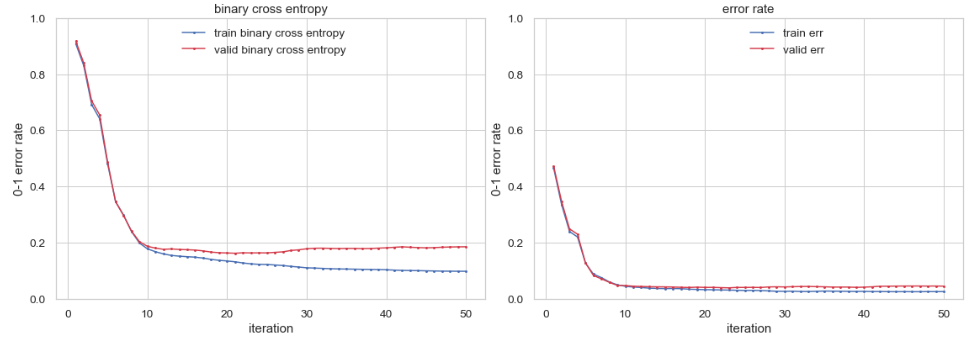 binary cross entropy
train binary cross entropy
valid binary cross entropy
1.0
0.8
0.6
0.4
0.2
0.0
0-1 error rate
0 10 20 30 40 50
iteration
error rate
train err
valid err
1.0
0.8
0.6
0.4
0.2
0.0
0-1 error rate
0 10 20 30 40 50
iteration